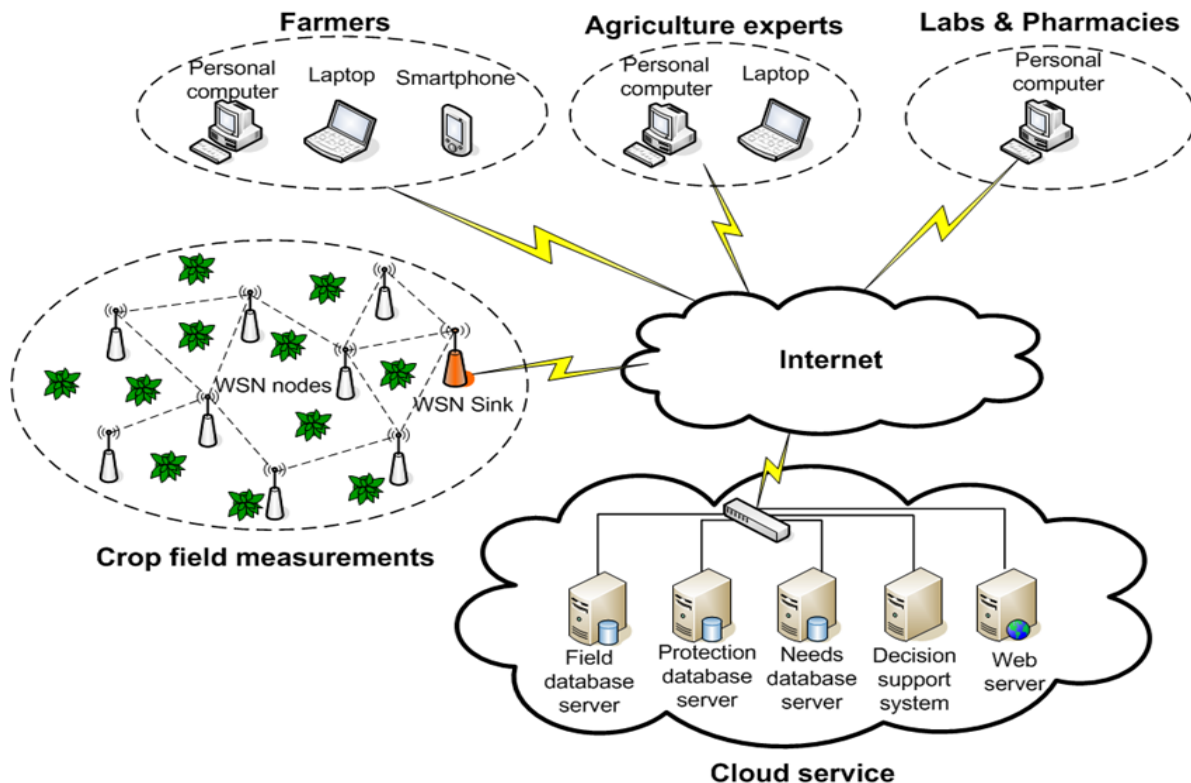 Farmers
Agriculture experts
Labs & Pharmacies
Personal
computer
Laptop
Smartphone
Personal
computer
Laptop
Personal
computer
WSN nodes
WSN Sink
Internet
Crop field measurements
Field
database
server
Protection
database
server
Needs
database
server
Decision
support
system
Web
server
Cloud service